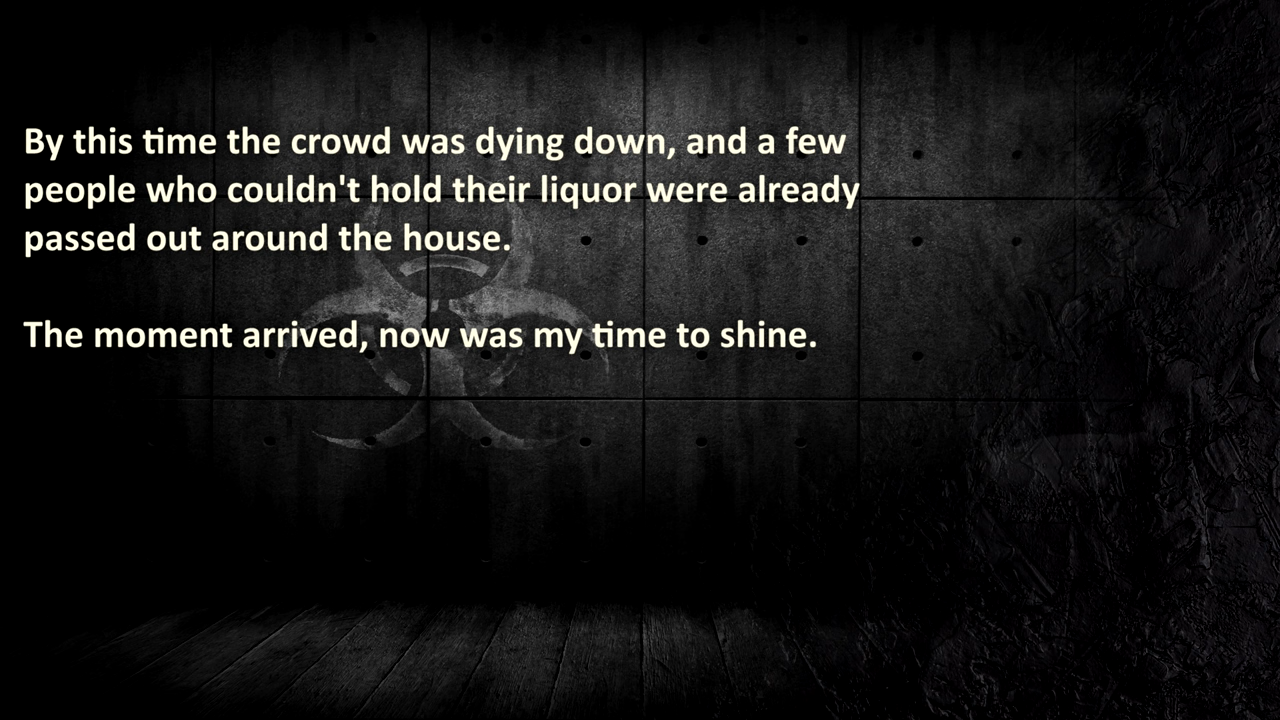 By this time the crowd was dying down, and a few
people who couldn't hold their liquor were already
passed out around the house.
The moment arrived, now was my time to shine.